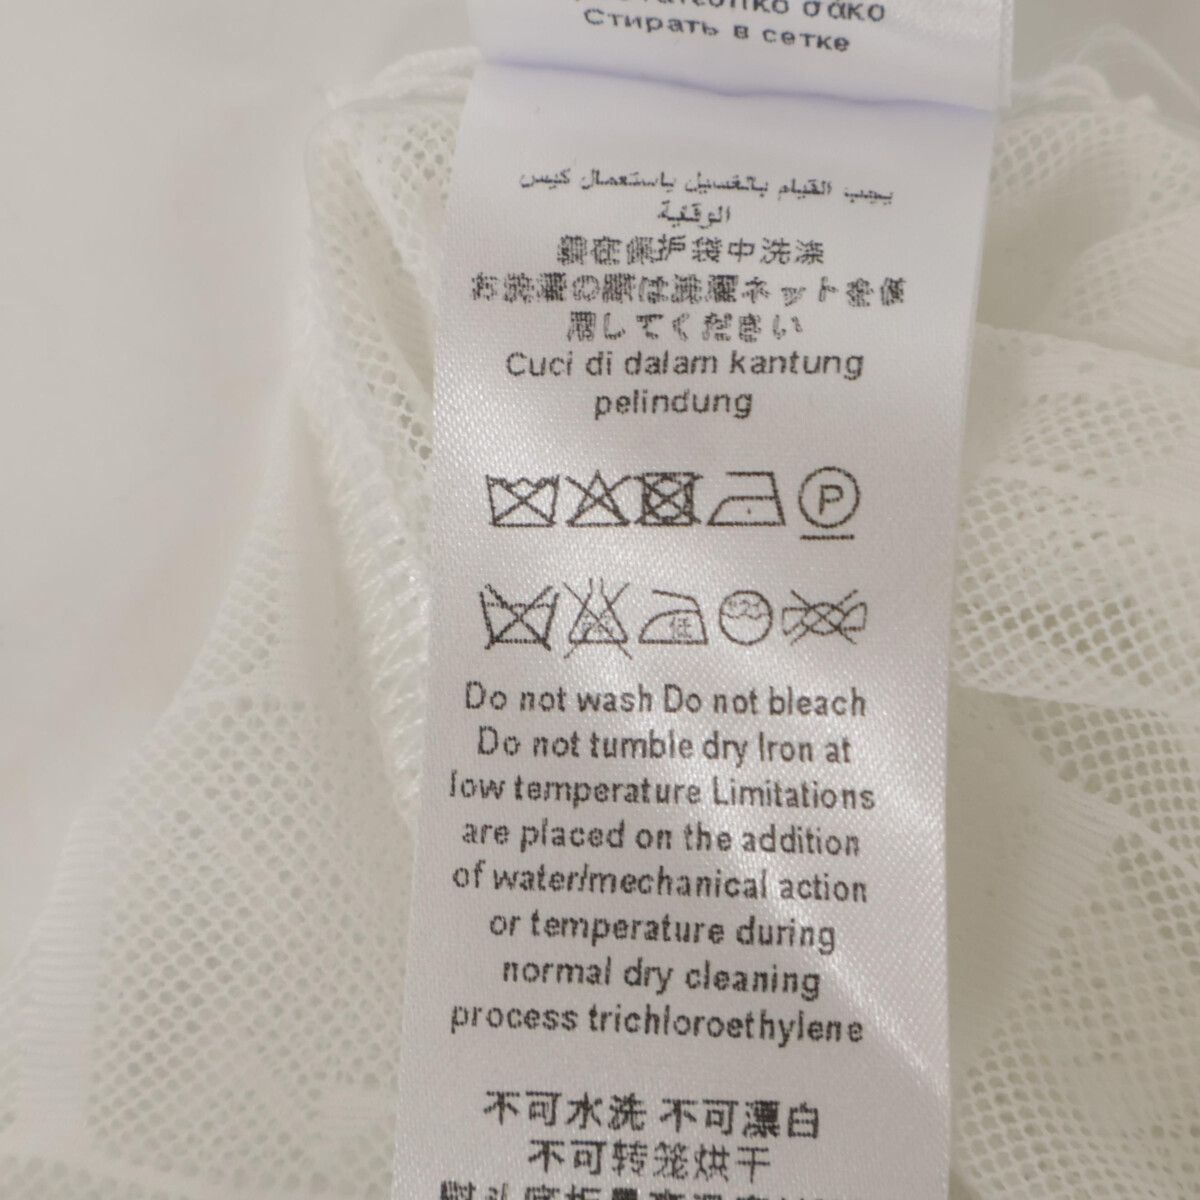 σάκο
Стирать в сетке
يجب القيام بالغسيل باستعمال كيس
الوقاية
请在保护袋中洗涤
お洗濯の際は洗濯ネットを使
用してください
Cuci di dalam kantung
pelindung
P
低
Do not wash Do not bleach
Do not tumble dry Iron at
low temperature Limitations
are placed on the addition
of water/mechanical action
or temperature during
normal dry cleaning
process trichloroethylene
不可水洗 不可漂白
不可转笼烘干